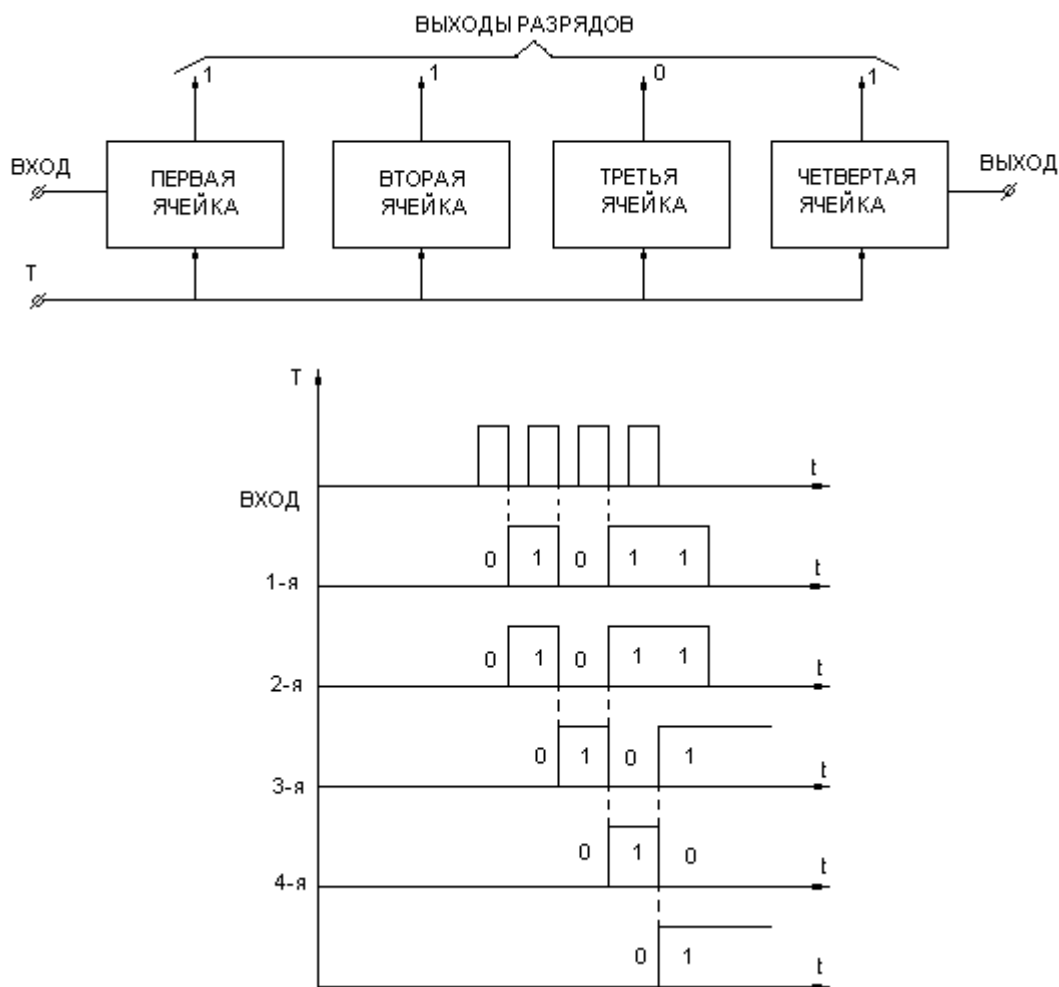 ВЫХОДЫ РАЗРЯДОВ
1 1 0 1
ВХОД
ВЫХОД
ПЕРВАЯ ЯЧЕЙКА
ВТОРАЯ ЯЧЕЙКА
ТРЕТЬЯ ЯЧЕЙКА
ЧЕТВЕРТАЯ ЯЧЕЙКА
Т
Т
t
ВХОД
0 1 0 1 1
t
1-я
0 1 0 1 1
t
2-я
0 1 0 1
t
3-я
0 1 0
t
4-я
0 1
t